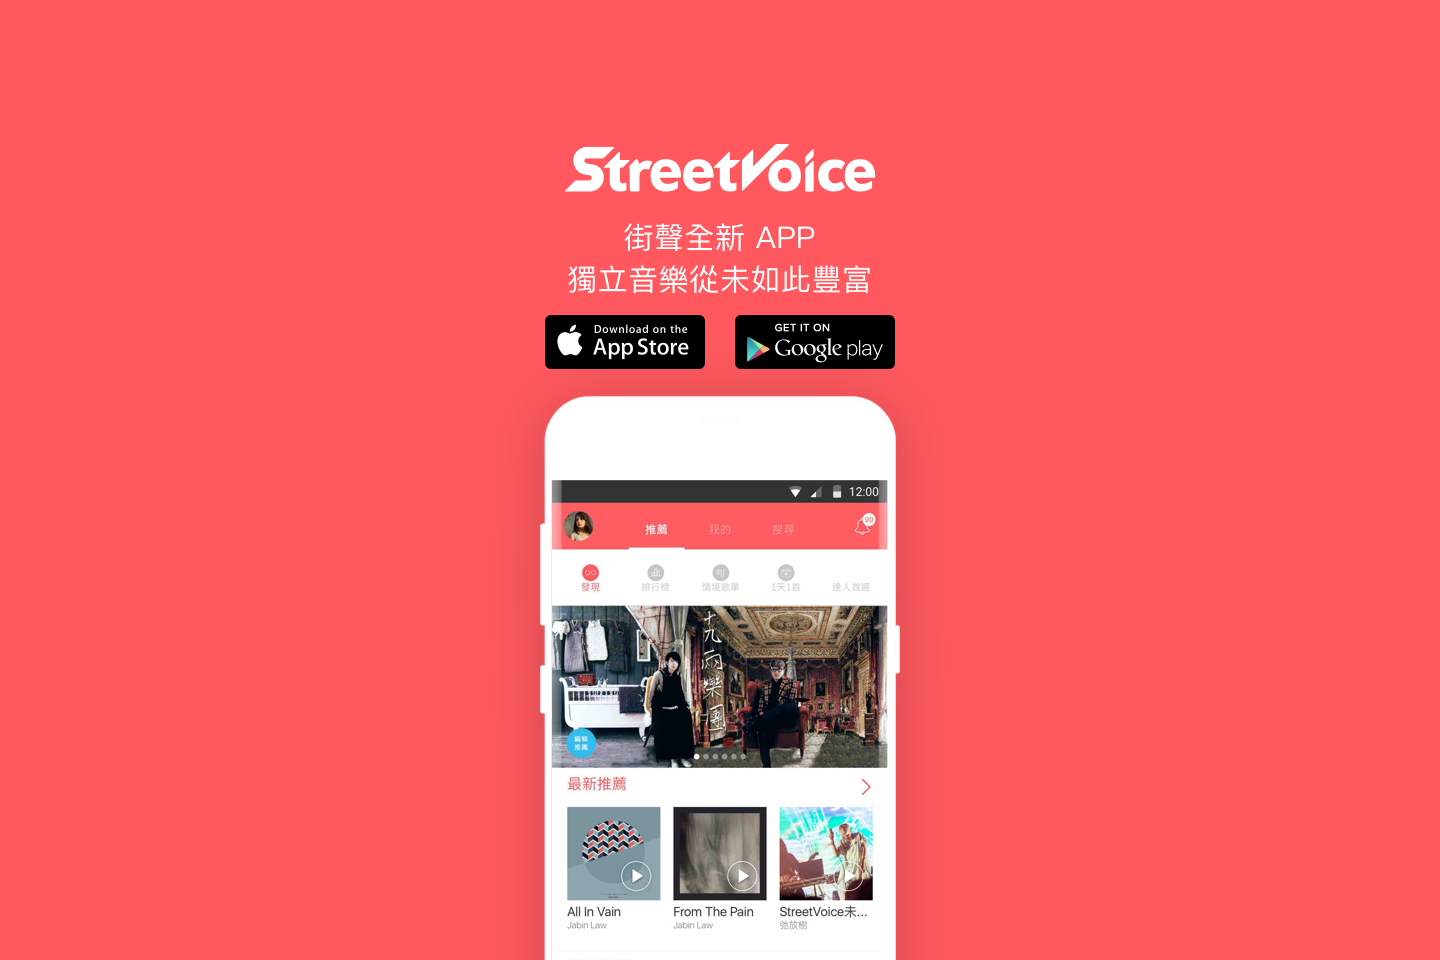 StreetVoice
街聲全新 APP
獨立音樂從未如此豐富
Download on the
App Store
GET IT ON
Google play
12:00
99
推薦
我的
搜尋
發現
排行榜
情境歌單
1天1首
達人首選
十九兩樂團
編輯
推薦
最新推薦
All In Vain
Jabin Law
From The Pain
Jabin Law
StreetVoice未...
弛放樹